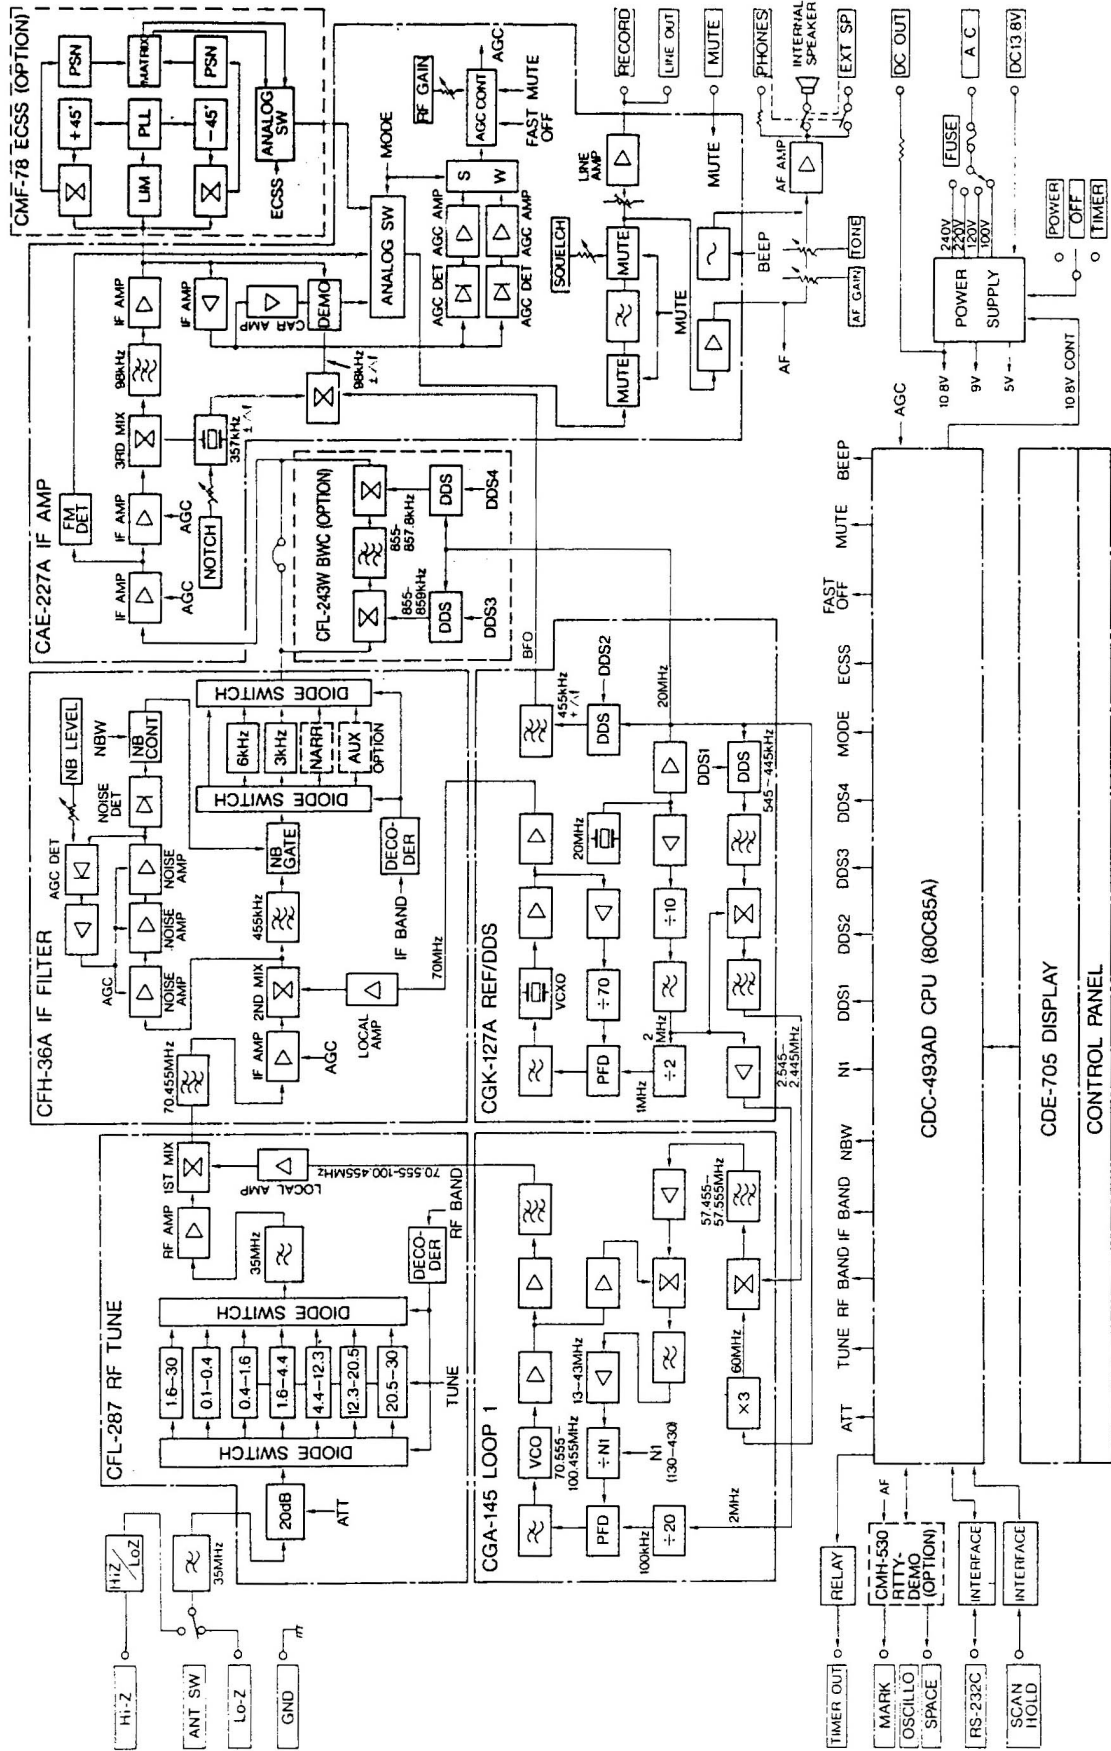 Hi-Z
ANT SW
Lo-Z
GND
HiZ/LoZ
35MHz
CFL-287 RF TUNE
20dB
ATT
DIODE SWITCH
1.6-30
0.1-0.4
0.4-1.6
1.6-4.4
4.4-12.3
12.3-20.5
20.5-30
TUNE
DIODE SWITCH
35MHz
RF AMP
1ST MIX
LOCAL AMP
70.555-100.455MHz
DECO-
DER
RF BAND
CFH-36A IF FILTER
70.455MHz
IF AMP
AGC
2ND MIX
LOCAL
AMP
70MHz
455kHz
NB
GATE
AGC
NOISE
AMP
NOISE
AMP
NOISE
AMP
AGC DET
NOISE
DET
NB LEVEL
NBW
NB
CONT
DIODE SWITCH
6kHz
3kHz
NARR
AUX
OPTION
DIODE SWITCH
DECO-
DER
IF BAND
CAE-227A IF AMP
IF AMP
AGC
FM
DET
IF AMP
AGC
NOTCH
3RD MIX
357kHz
±Δf
98kHz
IF AMP
IF AMP
CAR AMP
DEMO
98kHz
±Δf
CMF-78 ECSS (OPTION)
LIM
PLL
+45°
-45°
PSN
MATRIX
PSN
ANALOG
SW
ECSS
ANALOG SW
MODE
AGC DET
AGC AMP
AGC DET
AGC AMP
S
W
AGC CONT
RF GAIN
AGC
FAST
OFF
MUTE
CFL-243W BWC (OPTION)
855-
859kHz
855-
857.8kHz
DDS
DDS3
DDS
DDS4
BFO
MUTE
MUTE
MUTE
SQUELCH
LINE
AMP
RECORD
LINE OUT
MUTE
MUTE
BEEP
AF
AF GAIN
TONE
AF AMP
PHONES
INTERNAL
SPEAKER
EXT SP
CGA-145 LOOP 1
VCO
70.555-
100.455MHz
PFD
÷N1
N1
(130-430)
÷20
100kHz
2MHz
13-43MHz
×3
60MHz
57.455-
57.555MHz
CGK-127A REF/DDS
VCXO
PFD
÷70
1MHz
÷2
2
MHz
÷10
20MHz
2.545-
2.445MHz
DDS1
DDS
545-445kHz
455kHz
+Δf
DDS
DDS2
20MHz
TIMER OUT
MARK
OSCILLO
SPACE
RS-232C
SCAN
HOLD
RELAY
CMH-530
RTTY-
DEMO
(OPTION)
AF
INTERFACE
INTERFACE
ATT
TUNE
RF BAND
IF BAND
NBW
N1
DDS1
DDS2
DDS3
DDS4
MODE
ECSS
FAST
OFF
MUTE
BEEP
AGC
CDC-493AD CPU (80C85A)
CDE-705 DISPLAY
CONTROL PANEL
10.8V
9V
5V
10.8V CONT
POWER
SUPPLY
240V
220V
120V
100V
FUSE
DC OUT
A C
DC13.8V
POWER
OFF
TIMER